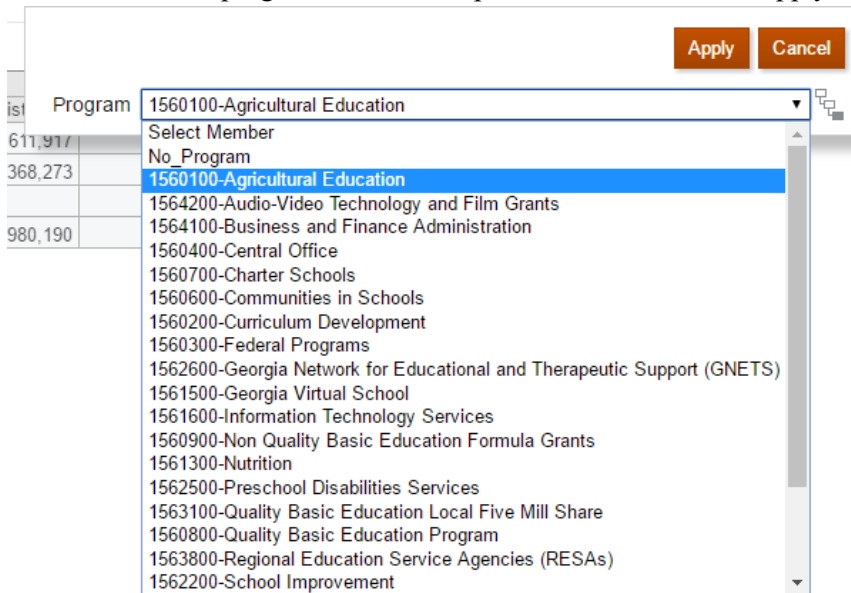 Apply Cancel
ist Program 1560100-Agricultural Education
611,917 Select Member
No_Program
368,273
1560100-Agricultural Education
1564200-Audio-Video Technology and Film Grants
1564100-Business and Finance Administration
980,190
1560400-Central Office
1560700-Charter Schools
1560600-Communities in Schools
1560200-Curriculum Development
1560300-Federal Programs
1562600-Georgia Network for Educational and Therapeutic Support (GNETS)
1561500-Georgia Virtual School
1561600-Information Technology Services
1560900-Non Quality Basic Education Formula Grants
1561300-Nutrition
1562500-Preschool Disabilities Services
1563100-Quality Basic Education Local Five Mill Share
1560800-Quality Basic Education Program
1563800-Regional Education Service Agencies (RESAs)
1562200-School Improvement